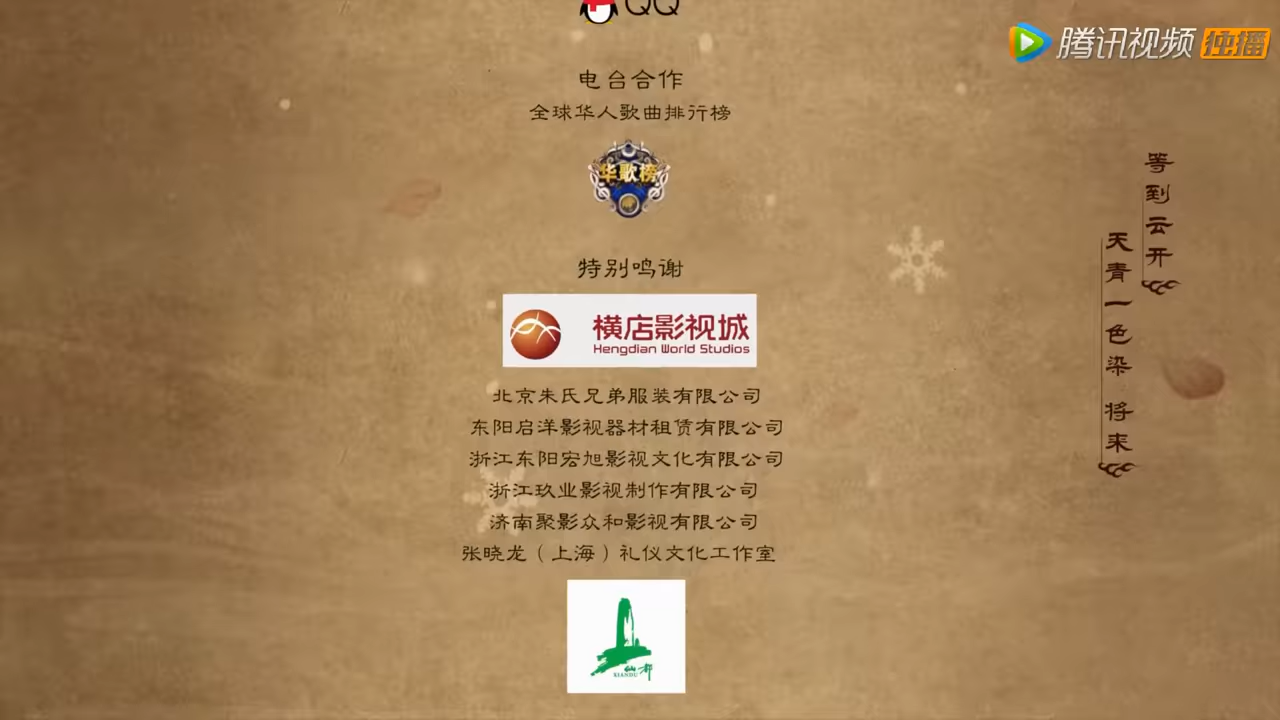 QQ
腾讯视频 独播
电台合作
全球华人歌曲排行榜
华歌榜
特别鸣谢
横店影视城
Hengdian World Studios
北京朱氏兄弟服装有限公司
东阳启洋影视器材租赁有限公司
浙江东阳宏旭影视文化有限公司
浙江玖业影视制作有限公司
济南聚影众和影视有限公司
张晓龙（上海）礼仪文化工作室
仙都
XIANDU
等到云开
天青一色染 将来